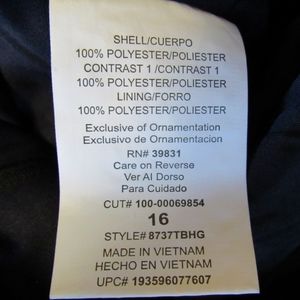 SHELL/CUERPO
100% POLYESTER/POLIESTER
CONTRAST 1 /CONTRAST 1
100% POLYESTER/POLIESTER
LINING/FORRO
100% POLYESTER/POLIESTER
Exclusive of Ornamentation
Exclusivo de Ornamentacion
RN# 39831
Care on Reverse
Ver Al Dorso
Para Cuidado
CUT# 100-00069854
16
STYLE# 8737TBHG
MADE IN VIETNAM
HECHO EN VIETNAM
UPC# 193596077607